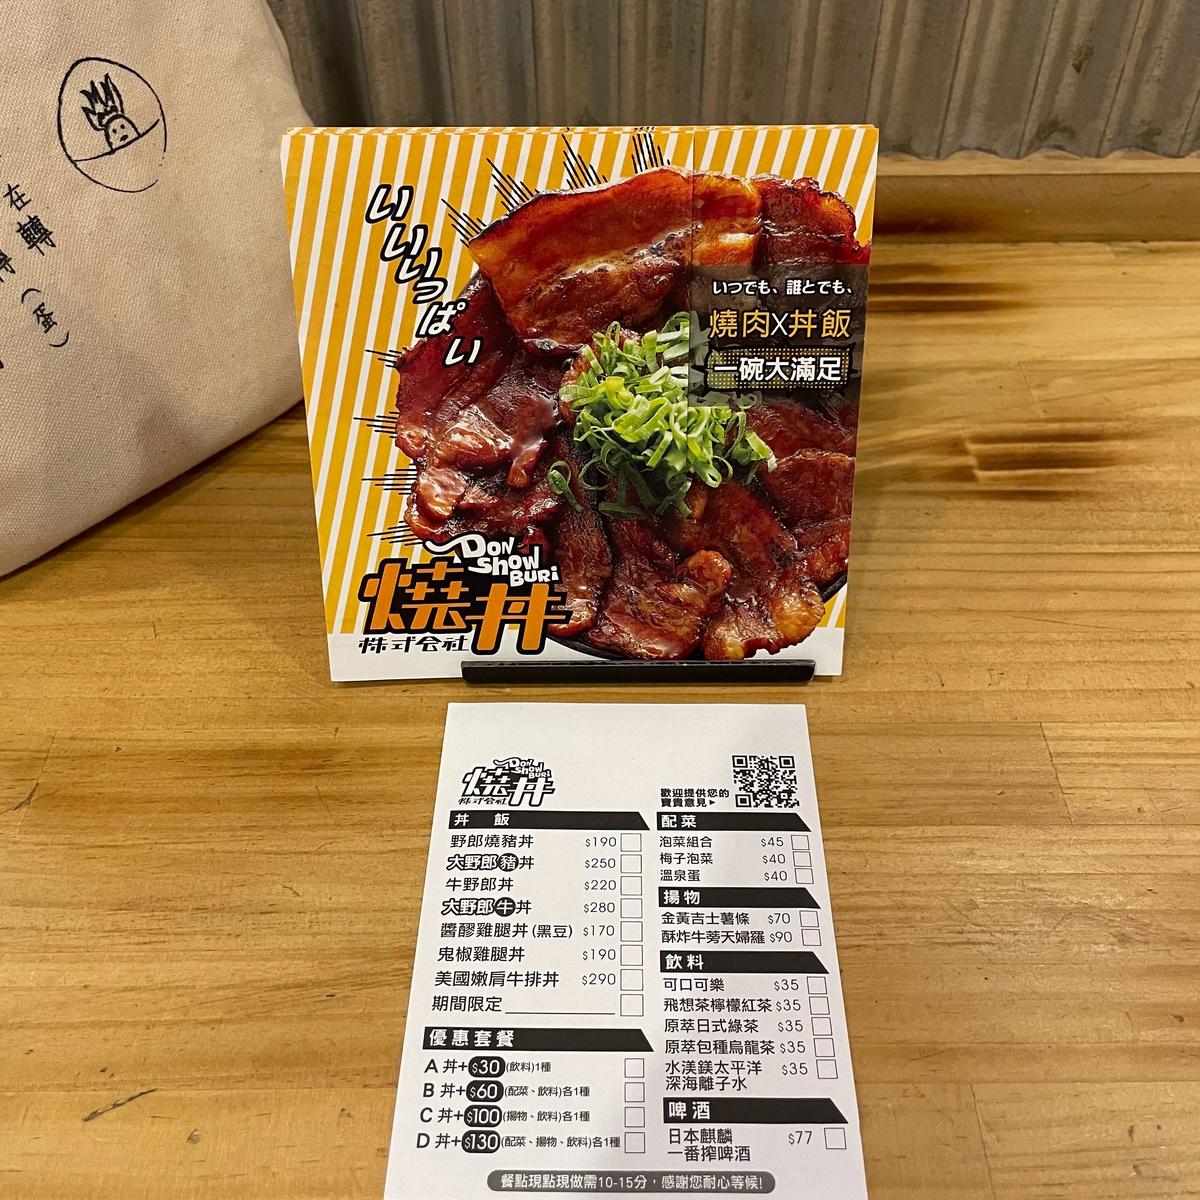 在轉
(蛋)
いいいっぱい
いつでも、誰とでも、
燒肉X丼飯
一碗大滿足
DON
SHOW
BURI
燒丼
株式会社
DON
SHOW
BURI
燒丼
株式会社
歡迎提供您的
寶貴意見▶
丼 飯
野郎燒豬丼 $190
大野郎豬丼 $250
牛野郎丼 $220
大野郎牛丼 $280
醬醪雞腿丼(黑豆) $170
鬼椒雞腿丼 $190
美國嫩肩牛排丼 $290
期間限定
優惠套餐
A 丼+$30(飲料)1種
B 丼+$60(配菜、飲料)各1種
C 丼+$100(揚物、飲料)各1種
D 丼+$130(配菜、揚物、飲料)各1種
配菜
泡菜組合 $45
梅子泡菜 $40
溫泉蛋 $40
揚物
金黃吉士薯條 $70
酥炸牛蒡天婦羅 $90
飲料
可口可樂 $35
飛想茶檸檬紅茶 $35
原萃日式綠茶 $35
原萃包種烏龍茶 $35
水渼鎂太平洋 $35
深海離子水
啤酒
日本麒麟 $77
一番搾啤酒
餐點現點現做需10-15分，感謝您耐心等候!